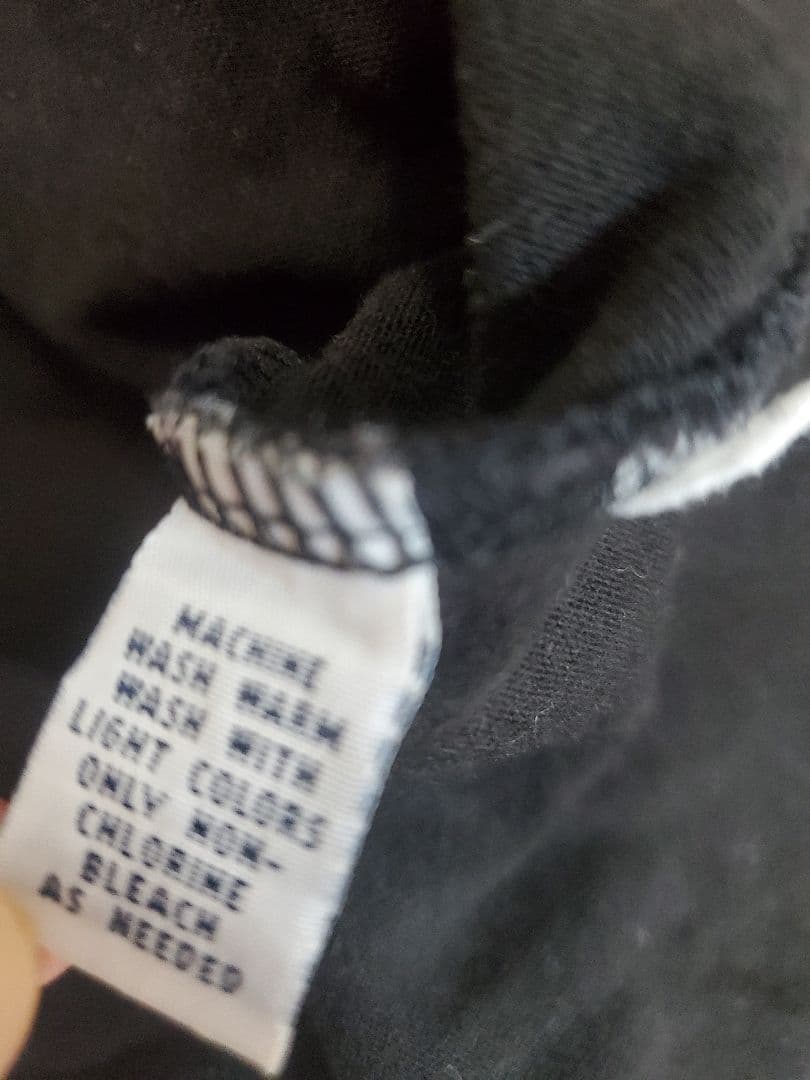 MACHINE
WASH WARM
WASH WITH
LIGHT COLORS
ONLY NON-
CHLORINE
BLEACH
AS NEEDED